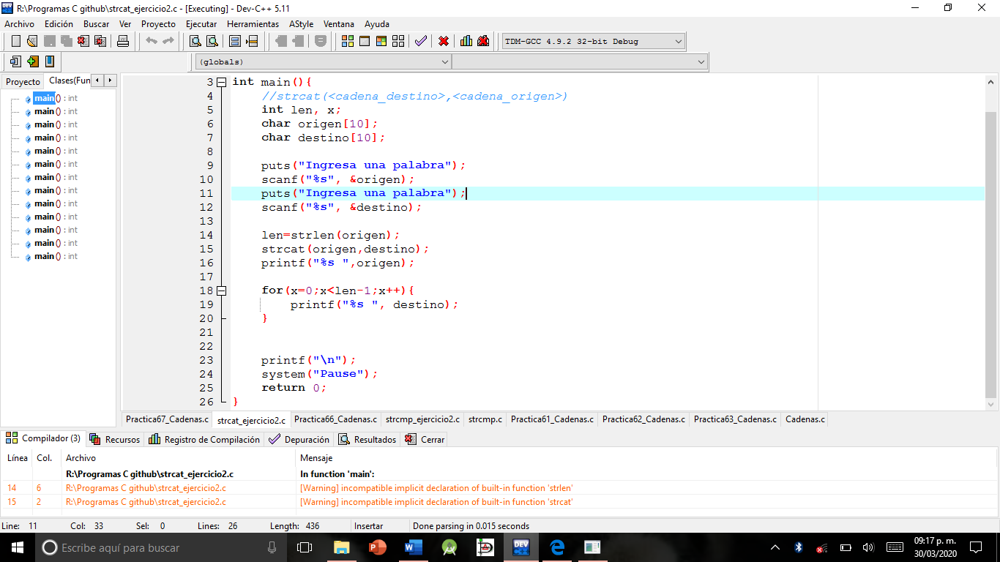 R:\Programas C github\strcat_ejercicio2.c - [Executing] - Dev-C++ 5.11
Archivo Edición Buscar Ver Proyecto Ejecutar Herramientas AStyle Ventana Ayuda
TDM-GCC 4.9.2 32-bit Debug
(globals)
Proyecto Clases(Fun
main() : int
main() : int
main() : int
main() : int
main() : int
main() : int
main() : int
main() : int
main() : int
main() : int
main() : int
main() : int
main() : int
3 int main(){
4 //strcat(<cadena_destino>,<cadena_origen>)
5 int len, x;
6 char origen[10];
7 char destino[10];
8
9 puts("Ingresa una palabra");
10 scanf("%s", &origen);
11 puts("Ingresa una palabra");
12 scanf("%s", &destino);
13
14 len=strlen(origen);
15 strcat(origen,destino);
16 printf("%s ",origen);
17
18 for(x=0;x<len-1;x++){
19 printf("%s ", destino);
20 }
21
22
23 printf("\n");
24 system("Pause");
25 return 0;
26 }
Practica67_Cadenas.c strcat_ejercicio2.c Practica66_Cadenas.c strcmp_ejercicio2.c strcmp.c Practica61_Cadenas.c Practica62_Cadenas.c Practica63_Cadenas.c Cadenas.c
Compilador (3) Recursos Registro de Compilación Depuración Resultados Cerrar
Línea Col. Archivo Mensaje
R:\Programas C github\strcat_ejercicio2.c In function 'main':
14 6 R:\Programas C github\strcat_ejercicio2.c [Warning] incompatible implicit declaration of built-in function 'strlen'
15 2 R:\Programas C github\strcat_ejercicio2.c [Warning] incompatible implicit declaration of built-in function 'strcat'
Line: 11 Col: 33 Sel: 0 Lines: 26 Length: 436 Insertar Done parsing in 0.015 seconds
Escribe aquí para buscar
DEV
09:17 p. m.
30/03/2020